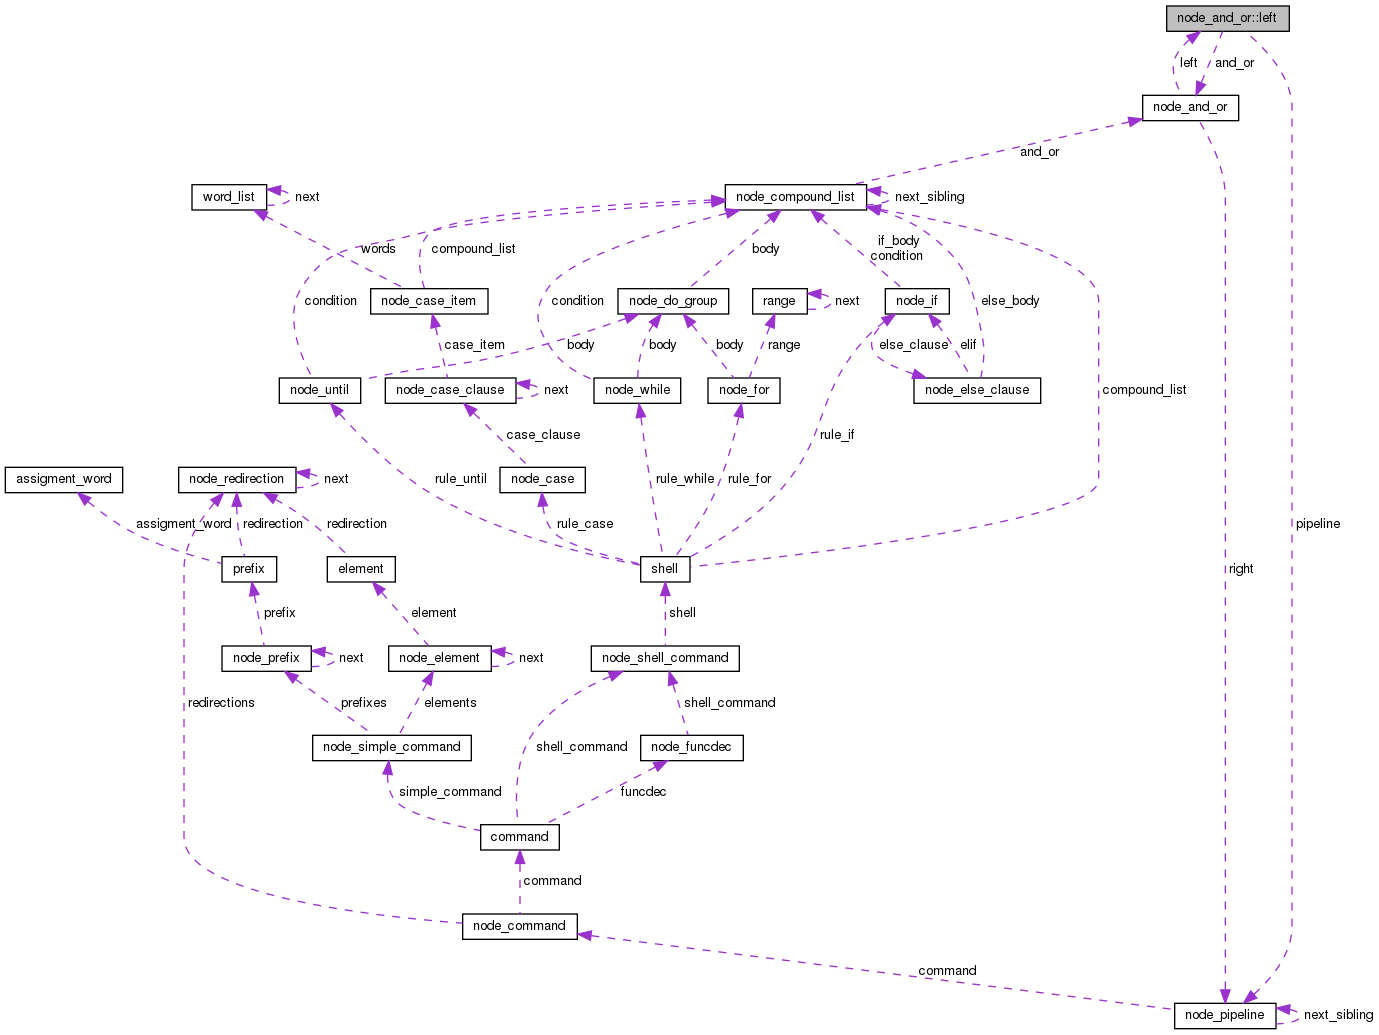 node_and_or::left
left
and_or
node_and_or
and_or
word_list
next
node_compound_list
next_sibling
words
compound_list
if_body
condition
body
condition
node_case_item
condition
node_do_group
range
next
node_if
else_body
case_item
body
body
body
range
else_clause
elif
node_until
node_case_clause
next
node_while
node_for
node_else_clause
compound_list
case_clause
rule_if
assigment_word
node_redirection
next
rule_until
node_case
rule_while
rule_for
assigment_word
redirection
redirection
rule_case
pipeline
prefix
element
shell
right
prefix
element
shell
node_prefix
next
node_element
next
node_shell_command
redirections
prefixes
elements
shell_command
node_simple_command
shell_command
node_funcdec
simple_command
funcdec
command
command
node_command
command
node_pipeline
next_sibling